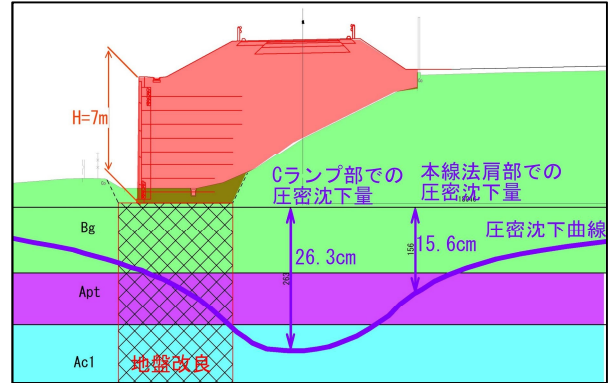 H=7m
Cランプ部での
圧密沈下量
本線法肩部での
圧密沈下量
圧密沈下曲線
Bg
26.3cm
263
15.6cm
156
Apt
Ac1
地盤改良